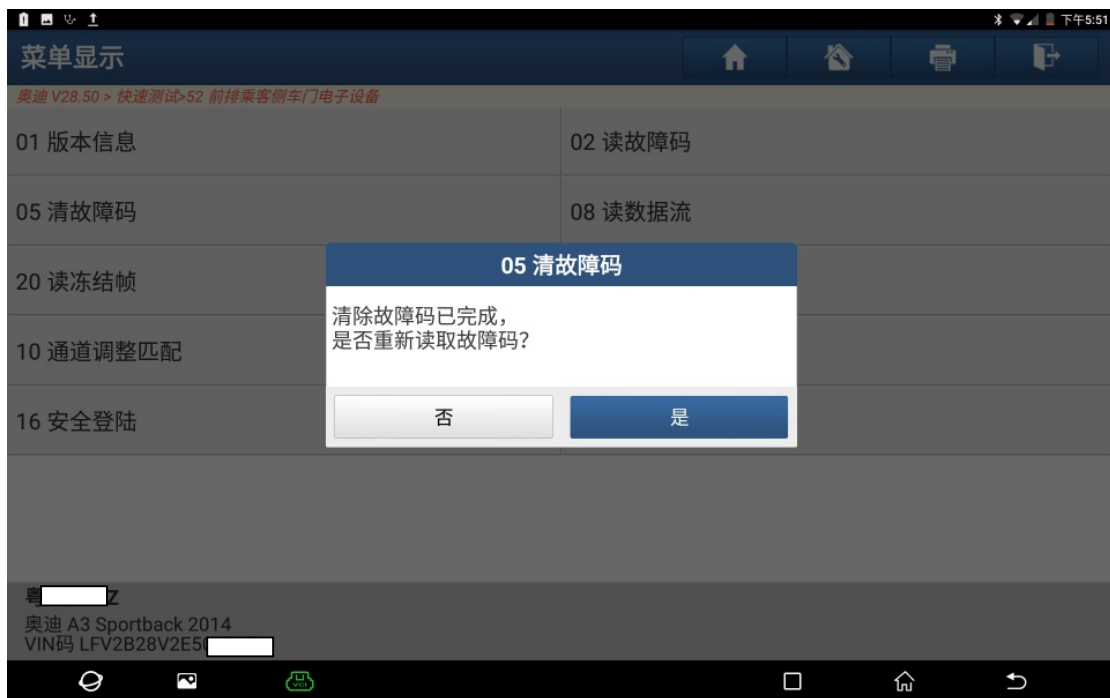 下午5:51
菜单显示
奥迪 V28.50 > 快速测试>52 前排乘客侧车门电子设备
01 版本信息
02 读故障码
05 清故障码
08 读数据流
05 清故障码
20 读冻结帧
清除故障码已完成，
是否重新读取故障码？
10 通道调整匹配
否
是
16 安全登陆
粤
Z
奥迪 A3 Sportback 2014
VIN码 LFV2B28V2E5
VCI